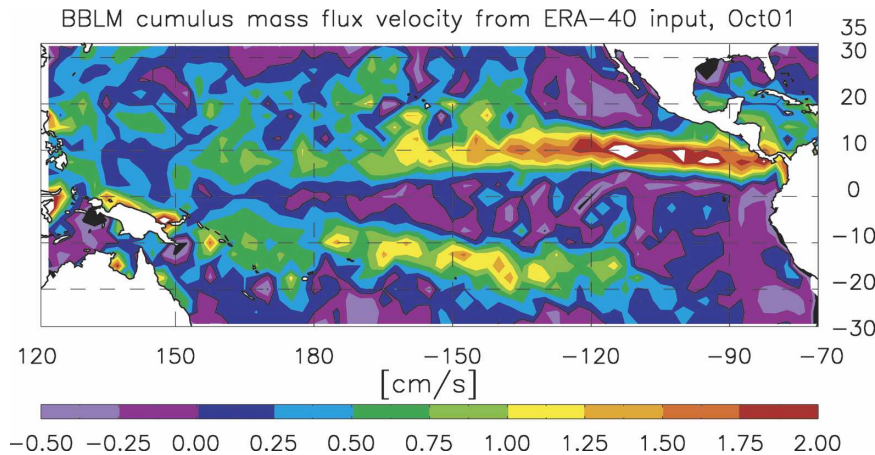 BBLM cumulus mass flux velocity from ERA-40 input, Oct01
35
30
20
10
0
-10
-20
-30
120 150 180 -150 -120 -90 -70
[cm/s]
-0.50 -0.25 0.00 0.25 0.50 0.75 1.00 1.25 1.50 1.75 2.00